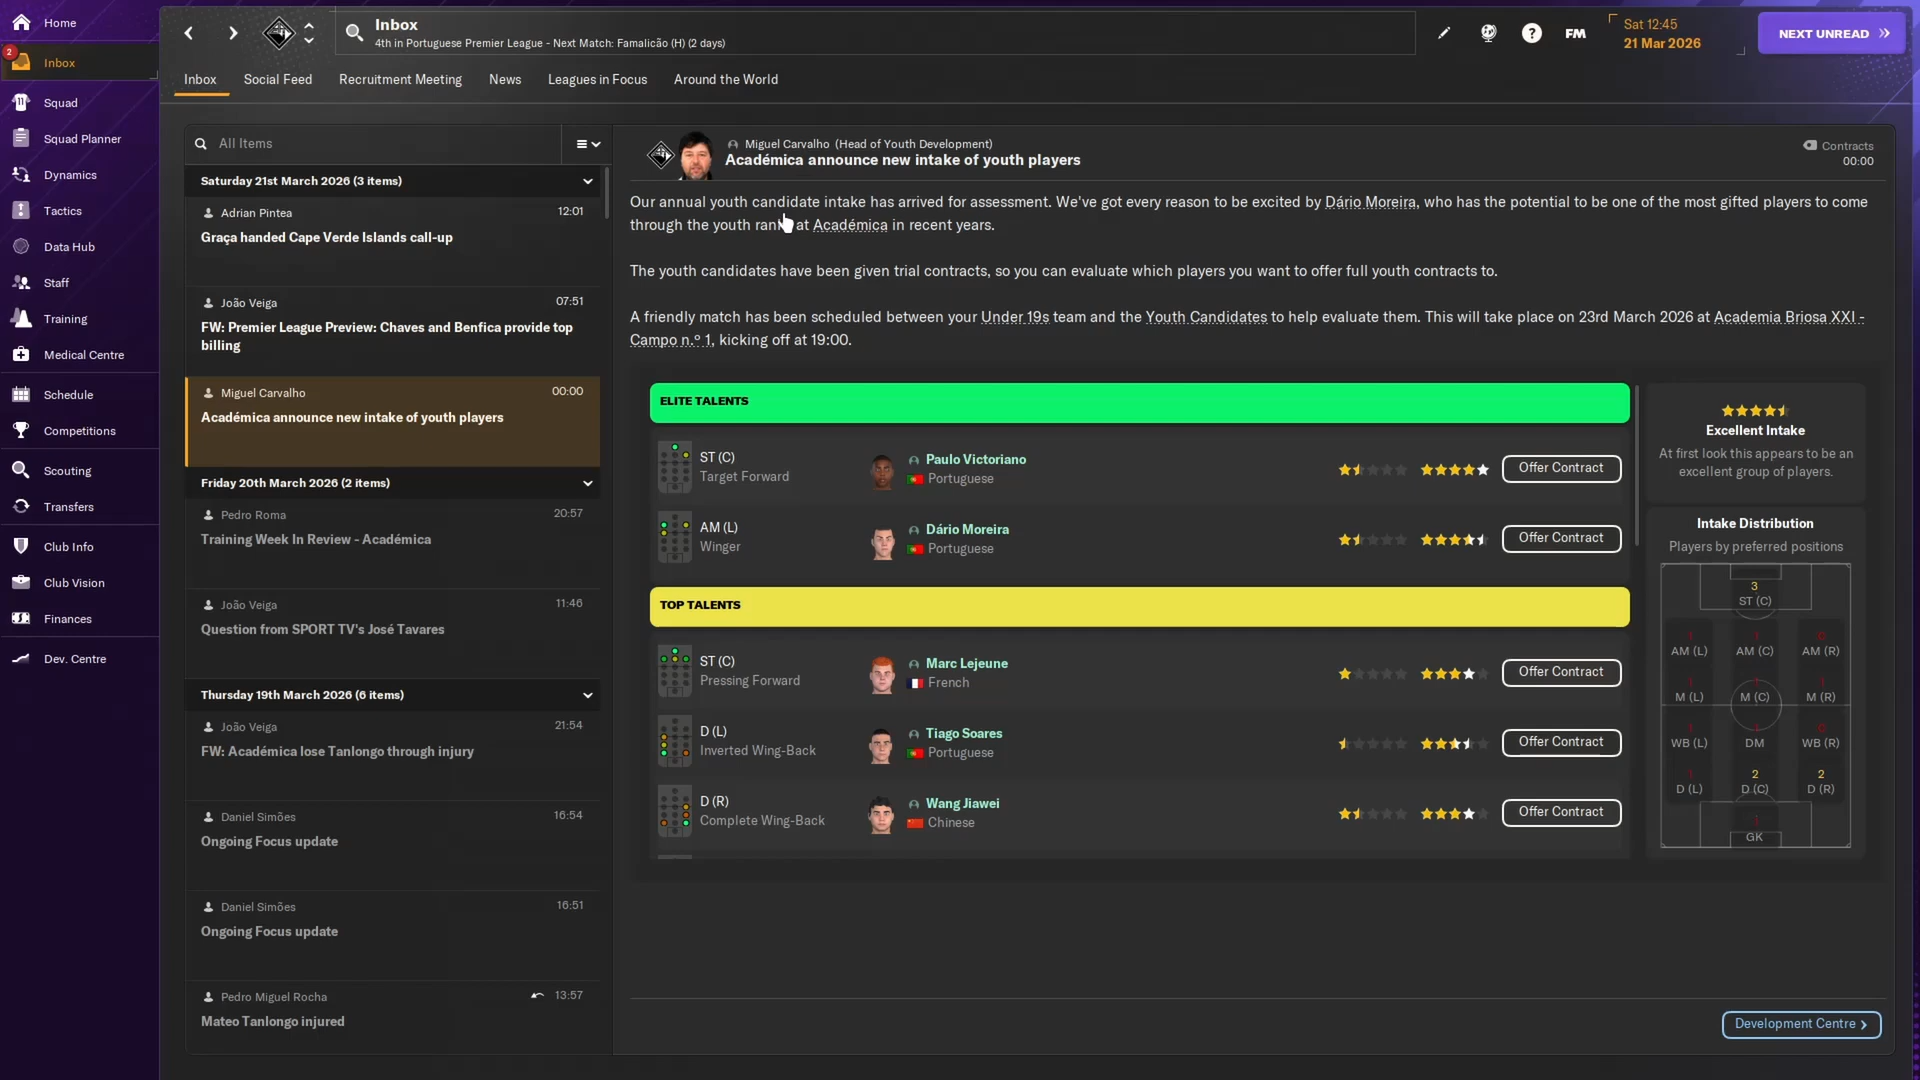 Home
2
Inbox
Squad
Squad Planner
Dynamics
Tactics
Data Hub
Staff
Training
Medical Centre
Schedule
Competitions
Scouting
Transfers
Club Info
Club Vision
Finances
Dev. Centre
Inbox
4th in Portuguese Premier League - Next Match: Famalicão (H) (2 days)
FM
Sat 12:45
21 Mar 2026
NEXT UNREAD
Inbox
Social Feed
Recruitment Meeting
News
Leagues in Focus
Around the World
All Items
Saturday 21st March 2026 (3 items)
Adrian Pintea
12:01
Graça handed Cape Verde Islands call-up
João Veiga
07:51
FW: Premier League Preview: Chaves and Benfica provide top
billing
Miguel Carvalho
00:00
Académica announce new intake of youth players
Friday 20th March 2026 (2 items)
Pedro Roma
20:57
Training Week In Review - Académica
João Veiga
11:46
Question from SPORT TV's José Tavares
Thursday 19th March 2026 (6 items)
João Veiga
21:54
FW: Académica lose Tanlongo through injury
Daniel Simões
16:54
Ongoing Focus update
Daniel Simões
16:51
Ongoing Focus update
Pedro Miguel Rocha
13:57
Mateo Tanlongo injured
Miguel Carvalho (Head of Youth Development)
Académica announce new intake of youth players
Contracts
00:00
Our annual youth candidate intake has arrived for assessment. We've got every reason to be excited by Dário Moreira, who has the potential to be one of the most gifted players to come
through the youth ranks at Académica in recent years.
The youth candidates have been given trial contracts, so you can evaluate which players you want to offer full youth contracts to.
A friendly match has been scheduled between your Under 19s team and the Youth Candidates to help evaluate them. This will take place on 23rd March 2026 at Academia Briosa XXI -
Campo n.º 1, kicking off at 19:00.
ELITE TALENTS
ST (C)
Target Forward
Paulo Victoriano
Portuguese
Offer Contract
AM (L)
Winger
Dário Moreira
Portuguese
Offer Contract
TOP TALENTS
ST (C)
Pressing Forward
Marc Lejeune
French
Offer Contract
D (L)
Inverted Wing-Back
Tiago Soares
Portuguese
Offer Contract
D (R)
Complete Wing-Back
Wang Jiawei
Chinese
Offer Contract
Excellent Intake
At first look this appears to be an
excellent group of players.
Intake Distribution
Players by preferred positions
3
ST (C)
1 1 0
AM (L) AM (C) AM (R)
1 1 1
M (L) M (C) M (R)
1 1 0
WB (L) DM WB (R)
1 2 2
D (L) D (C) D (R)
1
GK
Development Centre